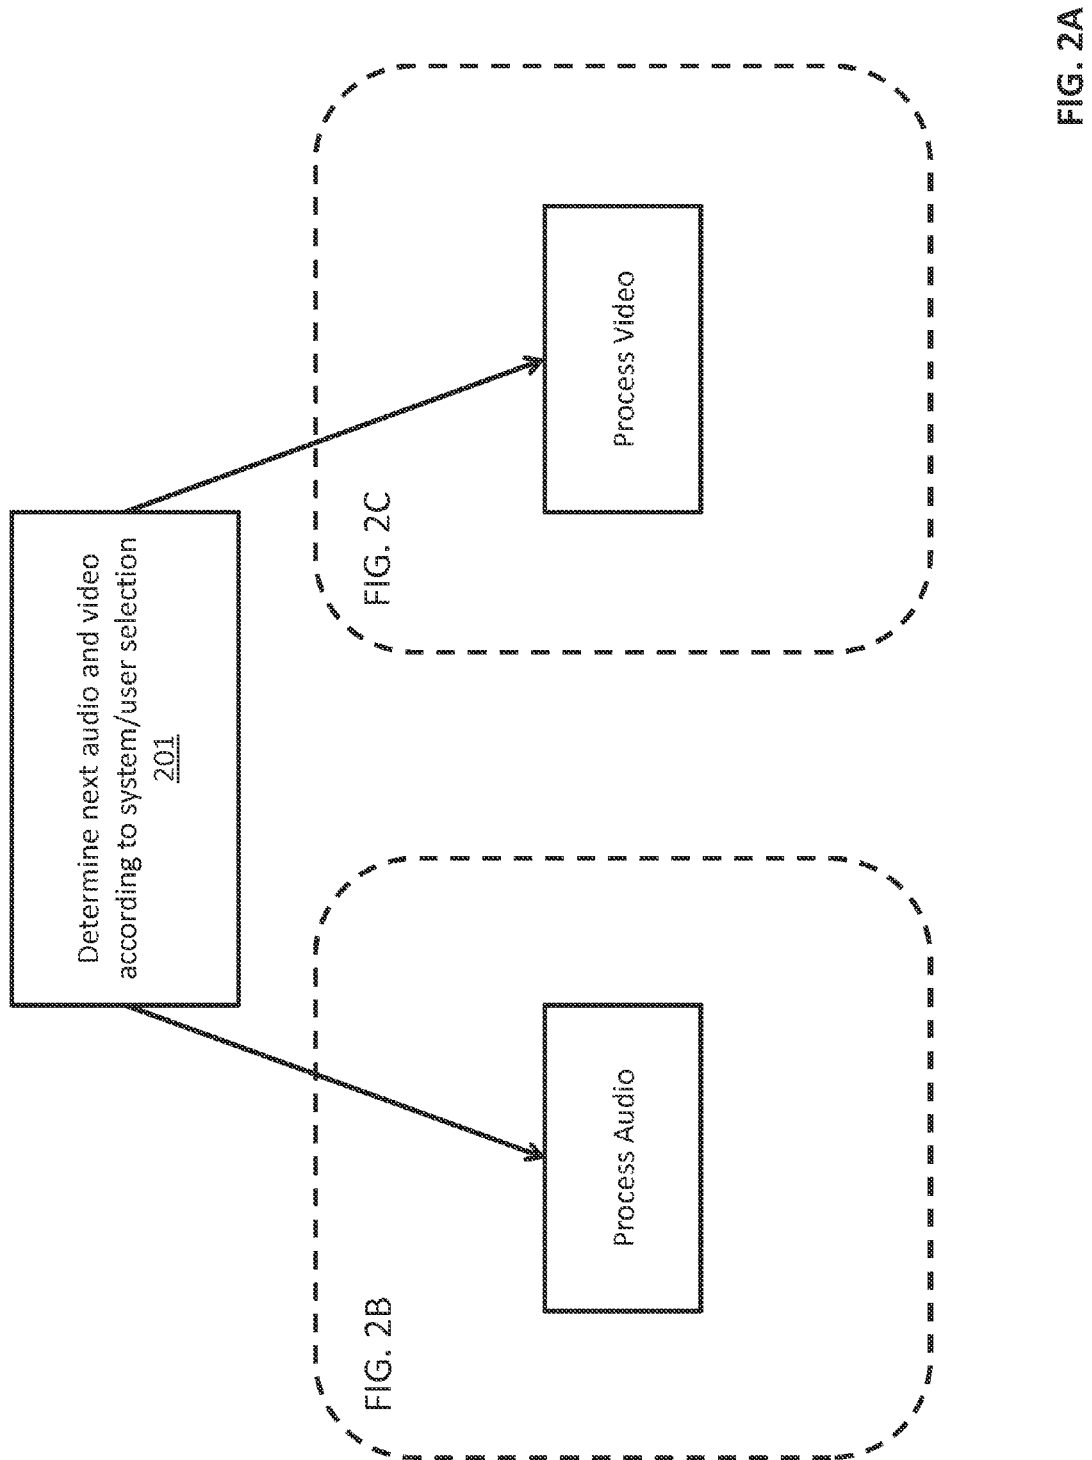 Determine next audio and video
according to system/user selection
201
FIG. 2B
Process Audio
FIG. 2C
Process Video
FIG. 2A